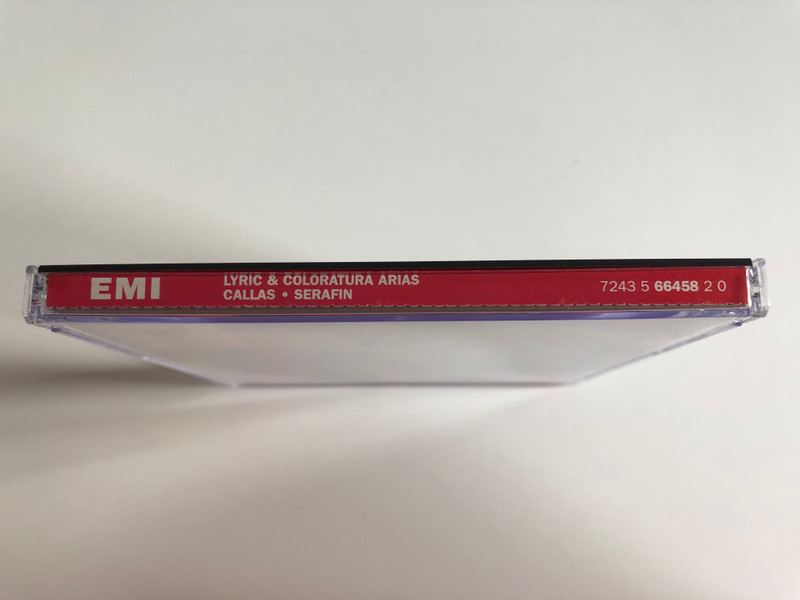 EMI
LYRIC & COLORATURA ARIAS
CALLAS • SERAFIN
7243 5 66458 2 0